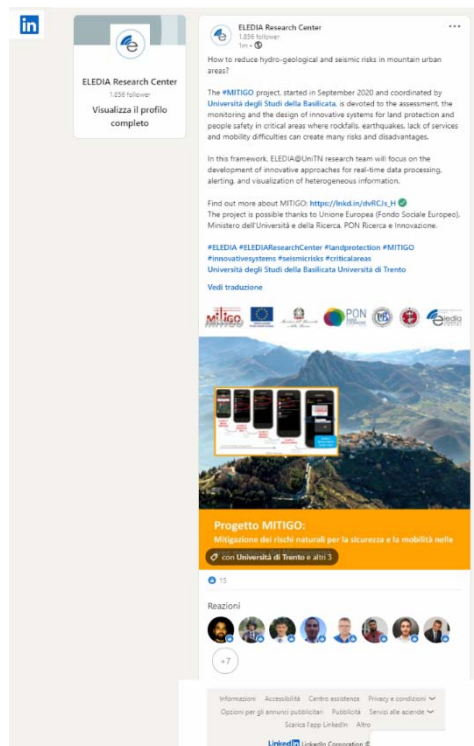 in
ELEDIA Research Center
1.856 follower
Visualizza il profilo
completo
ELEDIA Research Center
1.856 follower
1m •
How to reduce hydro-geological and seismic risks in mountain urban
areas?
The #MITIGO project, started in September 2020 and coordinated by
Università degli Studi della Basilicata, is devoted to the assessment, the
monitoring and the design of innovative systems for land protection and
people safety in critical areas where rockfalls, earthquakes, lack of services
and mobility difficulties can create many risks and disadvantages.
In this framework, ELEDIA@UniTN research team will focus on the
development of innovative approaches for real-time data processing,
alerting, and visualization of heterogeneous information.
Find out more about MITIGO: https://lnkd.in/dvRCJs_H
The project is possible thanks to Unione Europea (Fondo Sociale Europeo),
Ministero dell'Università e della Ricerca, PON Ricerca e Innovazione.
#ELEDIA #ELEDIAResearchCenter #landprotection #MITIGO
#innovativesystems #seismicrisks #criticalareas
Università degli Studi della Basilicata Università di Trento
Vedi traduzione
MITIGO
PON
eledia
Progetto MITIGO:
Mitigazione dei rischi naturali per la sicurezza e la mobilità nelle
con Università di Trento e altri 3
15
Reazioni
+7
Informazioni Accessibilità Centro assistenza Privacy e condizioni
Opzioni per gli annunci pubblicitari Pubblicità Servizi alle aziende
Scarica l'app LinkedIn Altro
LinkedIn LinkedIn Corporation ©